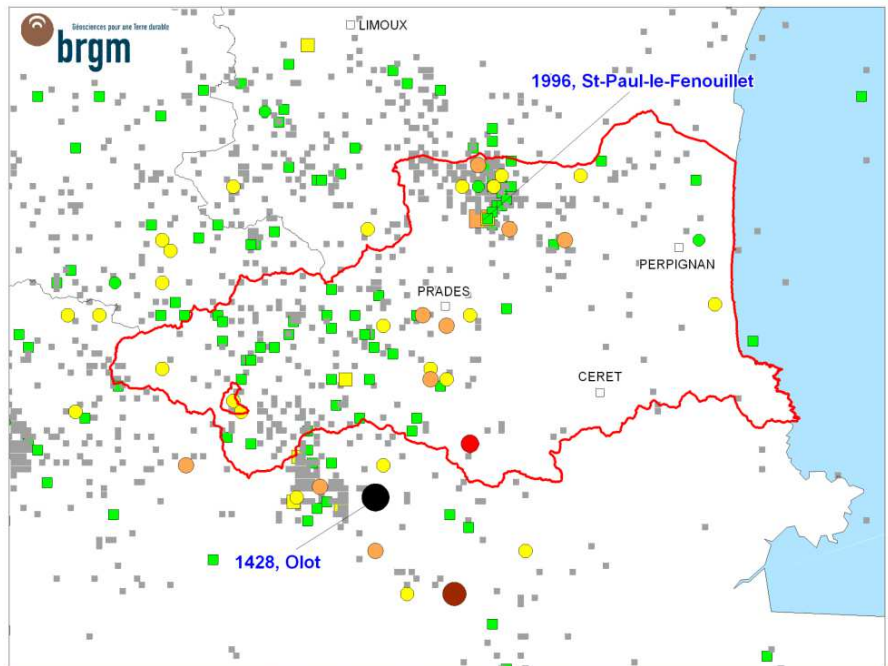 Géosciences pour une Terre durable
brgm
LIMOUX
1996, St-Paul-le-Fenouillet
PERPIGNAN
PRADES
CERET
1428, Olot